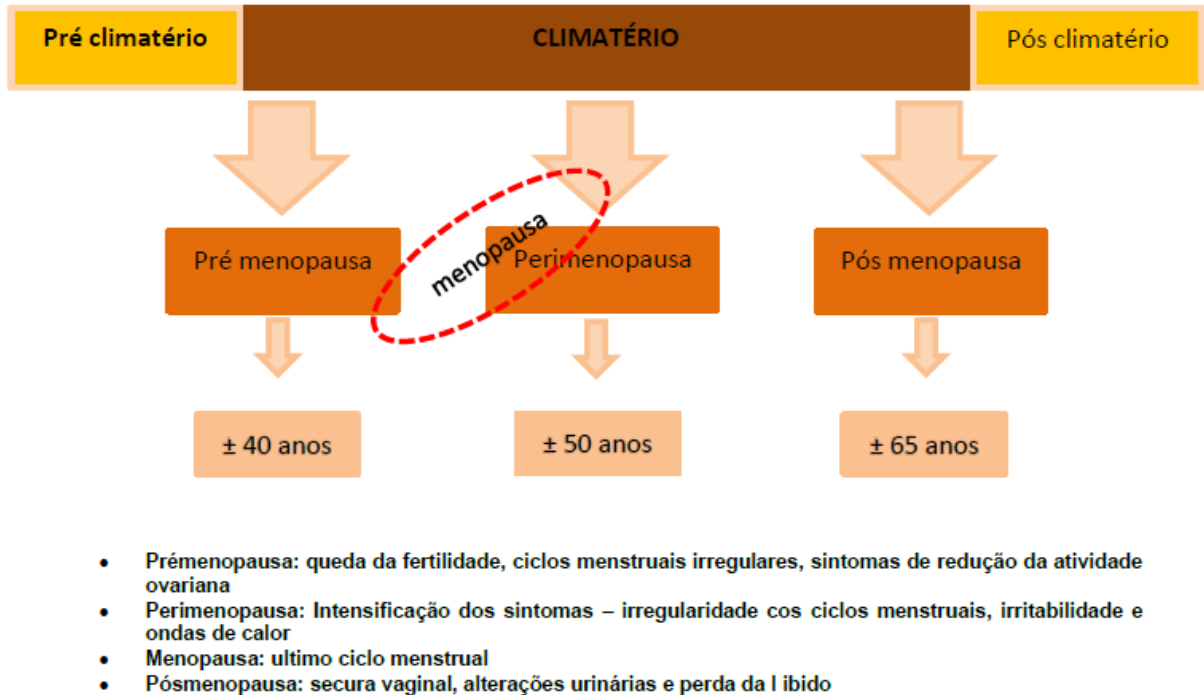 Pré climatério
CLIMATÉRIO
Pós climatério
menopausa
Pré menopausa
Perimenopausa
Pós menopausa
± 40 anos
± 50 anos
± 65 anos
• Prémenopausa: queda da fertilidade, ciclos menstruais irregulares, sintomas de redução da atividade
ovariana
• Perimenopausa: Intensificação dos sintomas – irregularidade cos ciclos menstruais, irritabilidade e
ondas de calor
• Menopausa: ultimo ciclo menstrual
• Pósmenopausa: secura vaginal, alterações urinárias e perda da l ibido